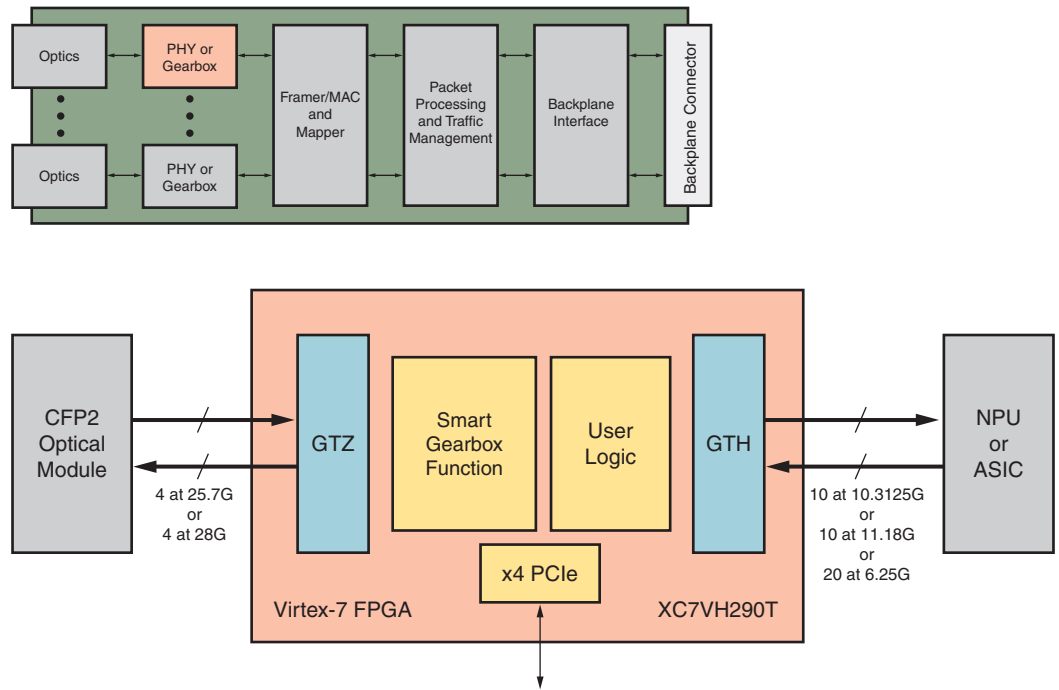 Optics
PHY or
Gearbox
Framer/MAC
and
Mapper
Packet
Processing
and Traffic
Management
Backplane
Interface
Backplane Connector
Optics
PHY or
Gearbox
CFP2
Optical
Module
4 at 25.7G
or
4 at 28G
GTZ
Smart
Gearbox
Function
User
Logic
GTH
x4 PCIe
Virtex-7 FPGA
XC7VH290T
10 at 10.3125G
or
10 at 11.18G
or
20 at 6.25G
NPU
or
ASIC